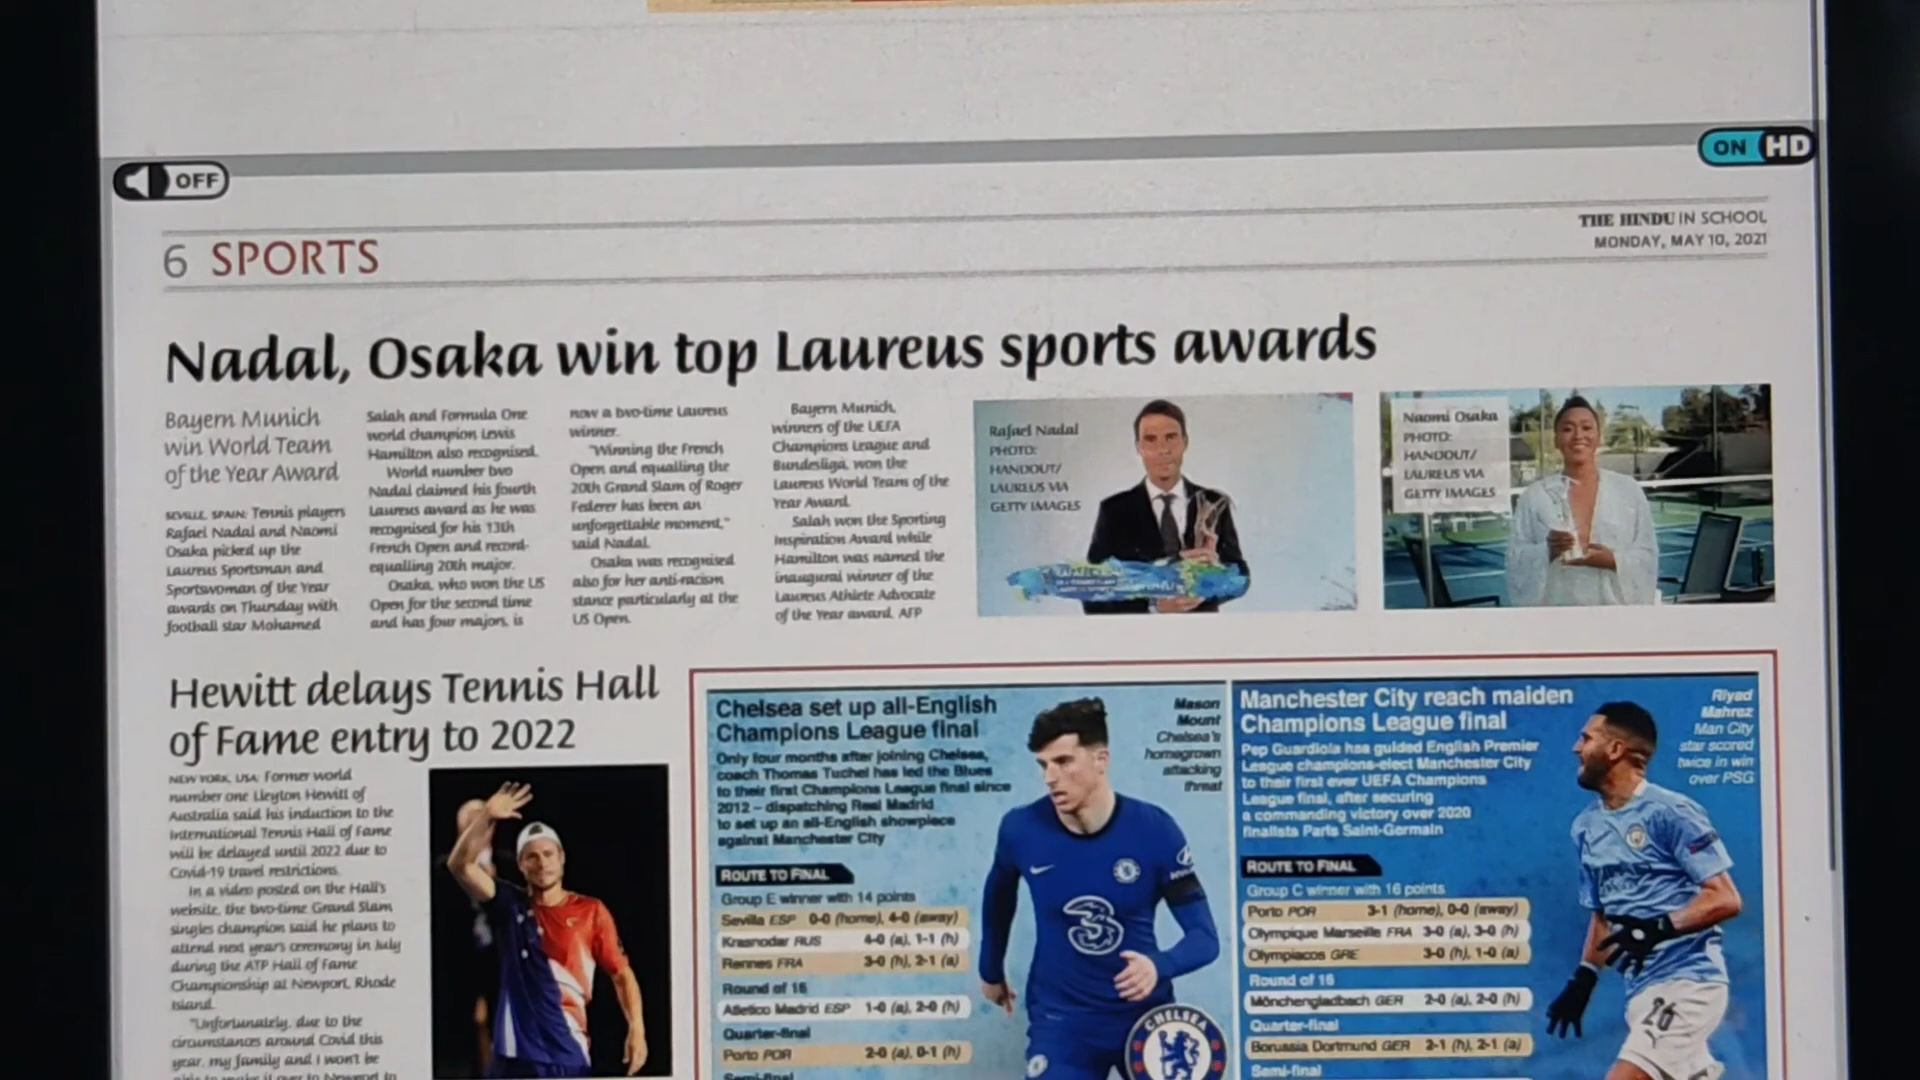 OFF
ON HD
6 SPORTS
THE HINDU IN SCHOOL
MONDAY, MAY 10, 2021
Nadal, Osaka win top Laureus sports awards
Bayern Munich
win World Team
of the Year Award
SEVILLE, SPAIN: Tennis players
Rafael Nadal and Naomi
Osaka picked up the
Laureus Sportsman and
Sportswoman of the Year
awards on Thursday with
football star Mohamed
Salah and Formula One
world champion Lewis
Hamilton also recognised.
World number two
Nadal claimed his fourth
Laureus award as he was
recognised for his 13th
French Open and record-
equalling 20th major.
Osaka, who won the US
Open for the second time
and has four majors, is
now a two-time Laureus
winner.
"Winning the French
Open and equalling the
20th Grand Slam of Roger
Federer has been an
unforgettable moment,"
said Nadal.
Osaka was recognised
also for her anti-racism
stance particularly at the
US Open.
Bayern Munich,
winners of the UEFA
Champions League and
Bundesliga, won the
Laureus World Team of the
Year Award.
Salah won the Sporting
Inspiration Award while
Hamilton was named the
inaugural winner of the
Laureus Athlete Advocate
of the Year award. AFP
Rafael Nadal
PHOTO:
HANDOUT/
LAUREUS VIA
GETTY IMAGES
Naomi Osaka
PHOTO:
HANDOUT/
LAUREUS VIA
GETTY IMAGES
Hewitt delays Tennis Hall
of Fame entry to 2022
NEW YORK, USA: Former world
number one Lleyton Hewitt of
Australia said his induction to the
International Tennis Hall of Fame
will be delayed until 2022 due to
Covid-19 travel restrictions.
In a video posted on the Hall's
website, the two-time Grand Slam
singles champion said he plans to
attend next year's ceremony in July
during the ATP Hall of Fame
Championship at Newport, Rhode
Island.
"Unfortunately, due to the
circumstances around Covid this
year, my family and I won't be
Chelsea set up all-English
Champions League final
Only four months after joining Chelsea,
coach Thomas Tuchel has led the Blues
to their first Champions League final since
2012 – dispatching Real Madrid
to set up an all-English showpiece
against Manchester City
Mason
Mount
Chelsea's
homegrown
attacking
threat
ROUTE TO FINAL
Group E winner with 14 points
Sevilla ESP 0-0 (home), 4-0 (away)
Krasnodar RUS 4-0 (a), 1-1 (h)
Rennes FRA 3-0 (h), 2-1 (a)
Round of 16
Atletico Madrid ESP 1-0 (a), 2-0 (h)
Quarter-final
Porto POR 2-0 (a), 0-1 (h)
Semi-final
3
CHELSEA
Manchester City reach maiden
Champions League final
Pep Guardiola has guided English Premier
League champions-elect Manchester City
to their first ever UEFA Champions
League final, after securing
a commanding victory over 2020
finalists Paris Saint-Germain
Riyad
Mahrez
Man City
star scored
twice in win
over PSG
ROUTE TO FINAL
Group C winner with 16 points
Porto POR 3-1 (home), 0-0 (away)
Olympique Marseille FRA 3-0 (a), 3-0 (h)
Olympiacos GRE 3-0 (h), 1-0 (a)
Round of 16
Mönchengladbach GER 2-0 (a), 2-0 (h)
Quarter-final
Borussia Dortmund GER 2-1 (h), 2-1 (a)
Semi-final
26